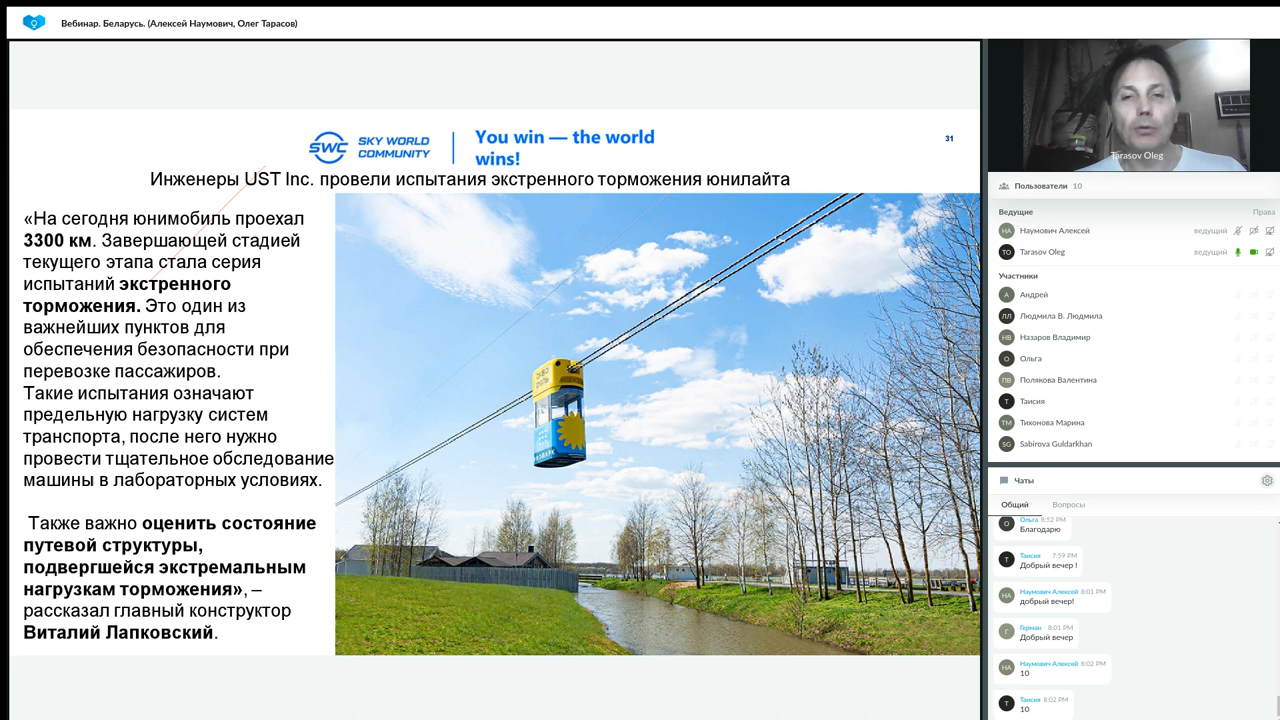 Вебинар. Беларусь. (Алексей Наумович, Олег Тарасов)
SWC
SKY WORLD
COMMUNITY
You win — the world
wins!
31
Инженеры UST Inc. провели испытания экстренного торможения юнилайта
«На сегодня юнимобиль проехал
3300 км. Завершающей стадией
текущего этапа стала серия
испытаний экстренного
торможения. Это один из
важнейших пунктов для
обеспечения безопасности при
перевозке пассажиров.
Такие испытания означают
предельную нагрузку систем
транспорта, после него нужно
провести тщательное обследование
машины в лабораторных условиях.
Также важно оценить состояние
путевой структуры,
подвергшейся экстремальным
нагрузкам торможения», –
рассказал главный конструктор
Виталий Лапковский.
Tarasov Oleg
Пользователи 10
Ведущие Права
НА Наумович Алексей ведущий
TO Tarasov Oleg ведущий
Участники
А Андрей
ЛЛ Людмила В. Людмила
НВ Назаров Владимир
О Ольга
ПВ Полякова Валентина
Т Таисия
ТМ Тихонова Марина
SG Sabirova Guldarkhan
Чаты
Общий Вопросы
О Ольга 8:52 PM
Благодарю
Т Таисия 7:59 PM
Добрый вечер !
НА Наумович Алексей 8:01 PM
добрый вечер!
Г Герман 8:01 PM
Добрый вечер
НА Наумович Алексей 8:02 PM
10
Т Таисия 8:02 PM
10